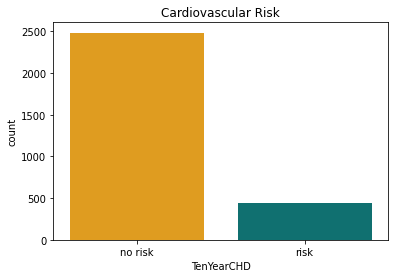 Cardiovascular Risk
2500
2000
1500
1000
500
0
count
no risk
risk
TenYearCHD